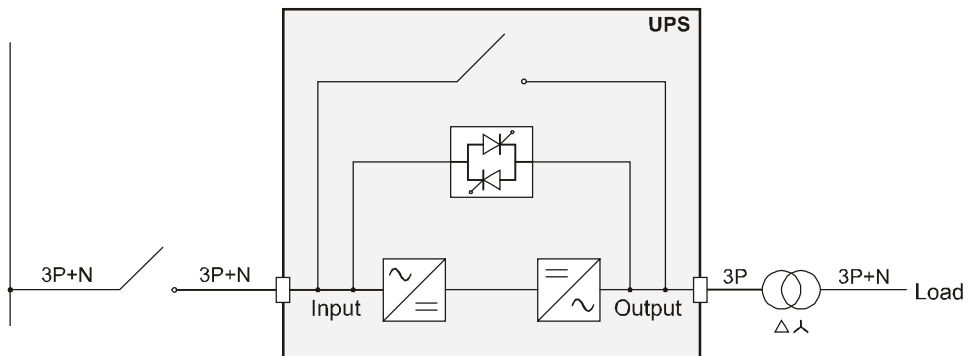 UPS
3P+N
3P+N
Input
Output
3P
3P+N
Load